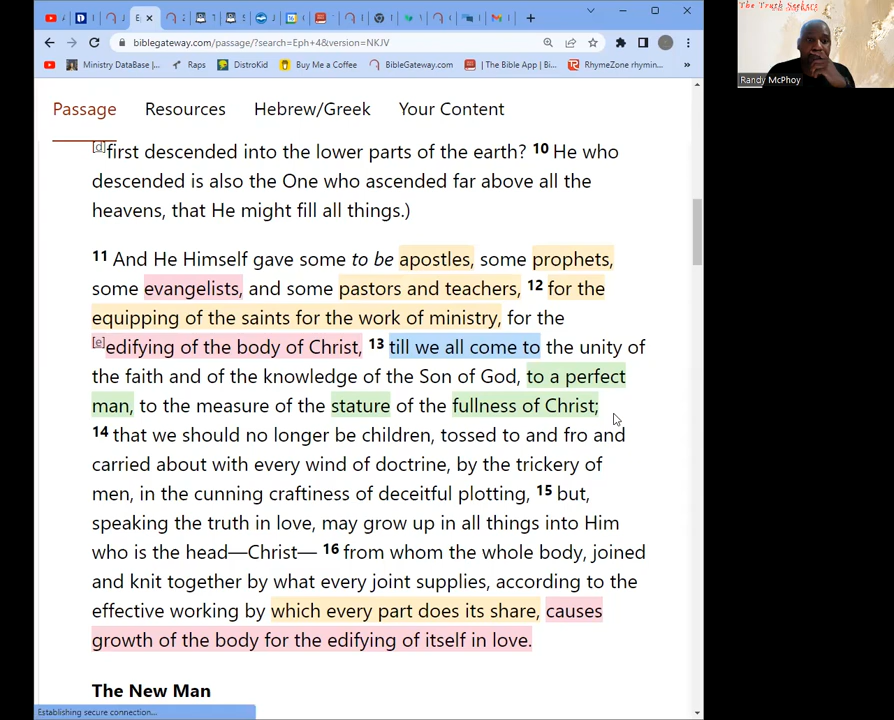 biblegateway.com/passage/?search=Eph+4&version=NKJV
Ministry DataBase |...
Raps
DistroKid
Buy Me a Coffee
BibleGateway.com
| The Bible App | Bi...
RhymeZone rhymin...
»
The Truth Seekers
Randy McPhoy
Passage
Resources
Hebrew/Greek
Your Content
[d]first descended into the lower parts of the earth? 10 He who
descended is also the One who ascended far above all the
heavens, that He might fill all things.)
11 And He Himself gave some to be apostles, some prophets,
some evangelists, and some pastors and teachers, 12 for the
equipping of the saints for the work of ministry, for the
[e]edifying of the body of Christ, 13 till we all come to the unity of
the faith and of the knowledge of the Son of God, to a perfect
man, to the measure of the stature of the fullness of Christ;
14 that we should no longer be children, tossed to and fro and
carried about with every wind of doctrine, by the trickery of
men, in the cunning craftiness of deceitful plotting, 15 but,
speaking the truth in love, may grow up in all things into Him
who is the head—Christ— 16 from whom the whole body, joined
and knit together by what every joint supplies, according to the
effective working by which every part does its share, causes
growth of the body for the edifying of itself in love.
The New Man
Establishing secure connection...